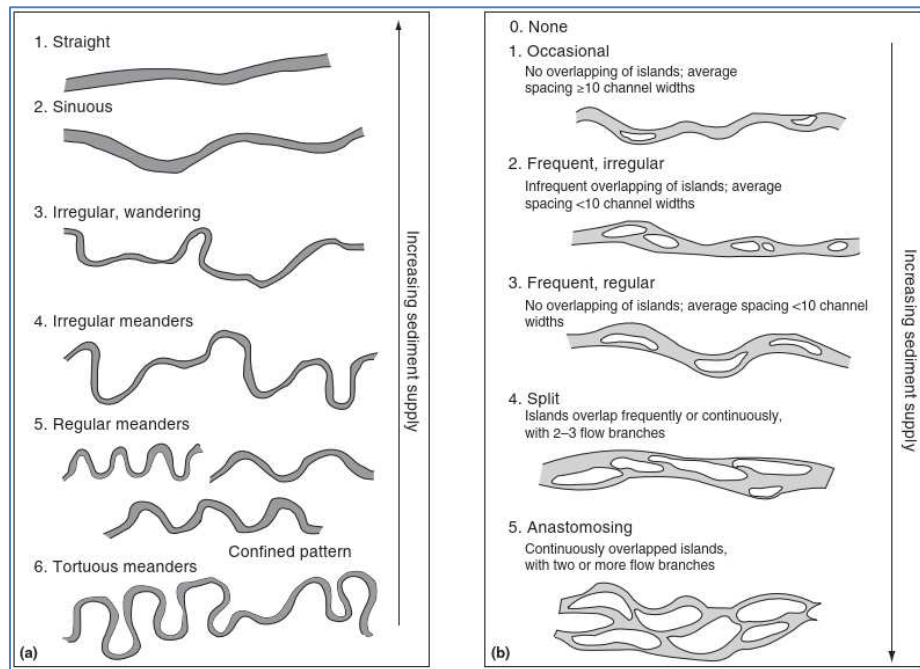 1. Straight
2. Sinuous
3. Irregular, wandering
4. Irregular meanders
5. Regular meanders
Confined pattern
6. Tortuous meanders
(a)
Increasing sediment supply
0. None
1. Occasional
No overlapping of islands; average
spacing ≥10 channel widths
2. Frequent, irregular
Infrequent overlapping of islands; average
spacing <10 channel widths
3. Frequent, regular
No overlapping of islands; average spacing <10 channel
widths
4. Split
Islands overlap frequently or continuously,
with 2–3 flow branches
5. Anastomosing
Continuously overlapped islands,
with two or more flow branches
(b)
Increasing sediment supply